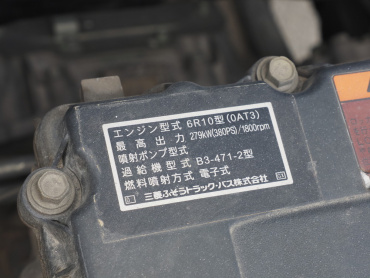 エンジン型式 6R10型(0AT3)
最高出力 279kW(380PS)/1800rpm
噴射ポンプ型式
過給機型式 B3-471-2型
燃料噴射方式 電子式
三菱ふそうトラック・バス株式会社